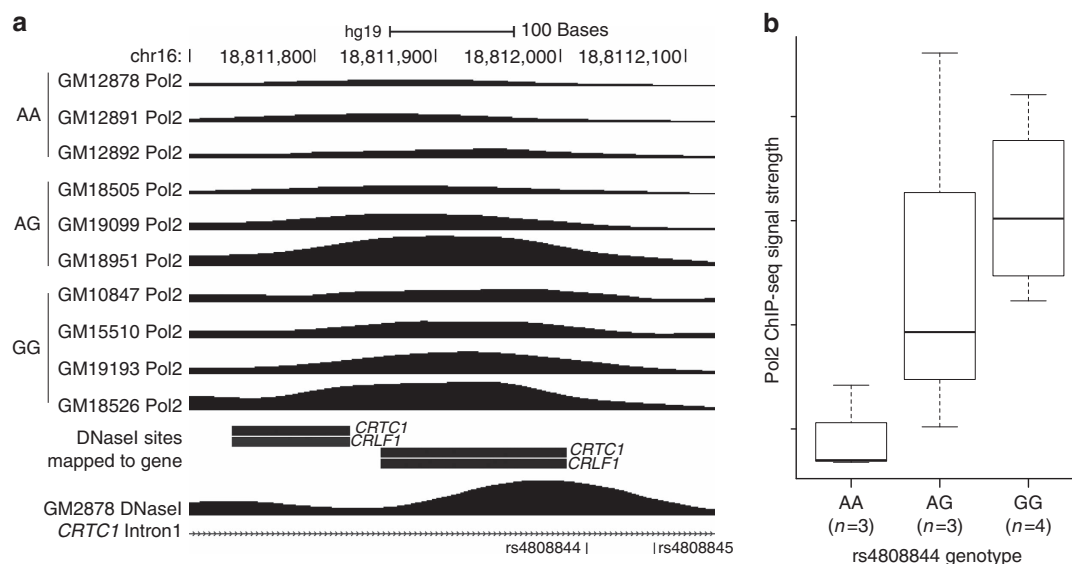 a
hg19 100 Bases
chr16: 18,811,800 18,811,900 18,812,000 18,8112,100
AA
GM12878 Pol2
GM12891 Pol2
GM12892 Pol2
AG
GM18505 Pol2
GM19099 Pol2
GM18951 Pol2
GG
GM10847 Pol2
GM15510 Pol2
GM19193 Pol2
GM18526 Pol2
DNaseI sites
mapped to gene
CRTC1
CRLF1
CRTC1
CRLF1
GM2878 DNaseI
CRTC1 Intron1
rs4808844 rs4808845
b
Pol2 ChIP-seq signal strength
AA AG GG
(n=3) (n=3) (n=4)
rs4808844 genotype